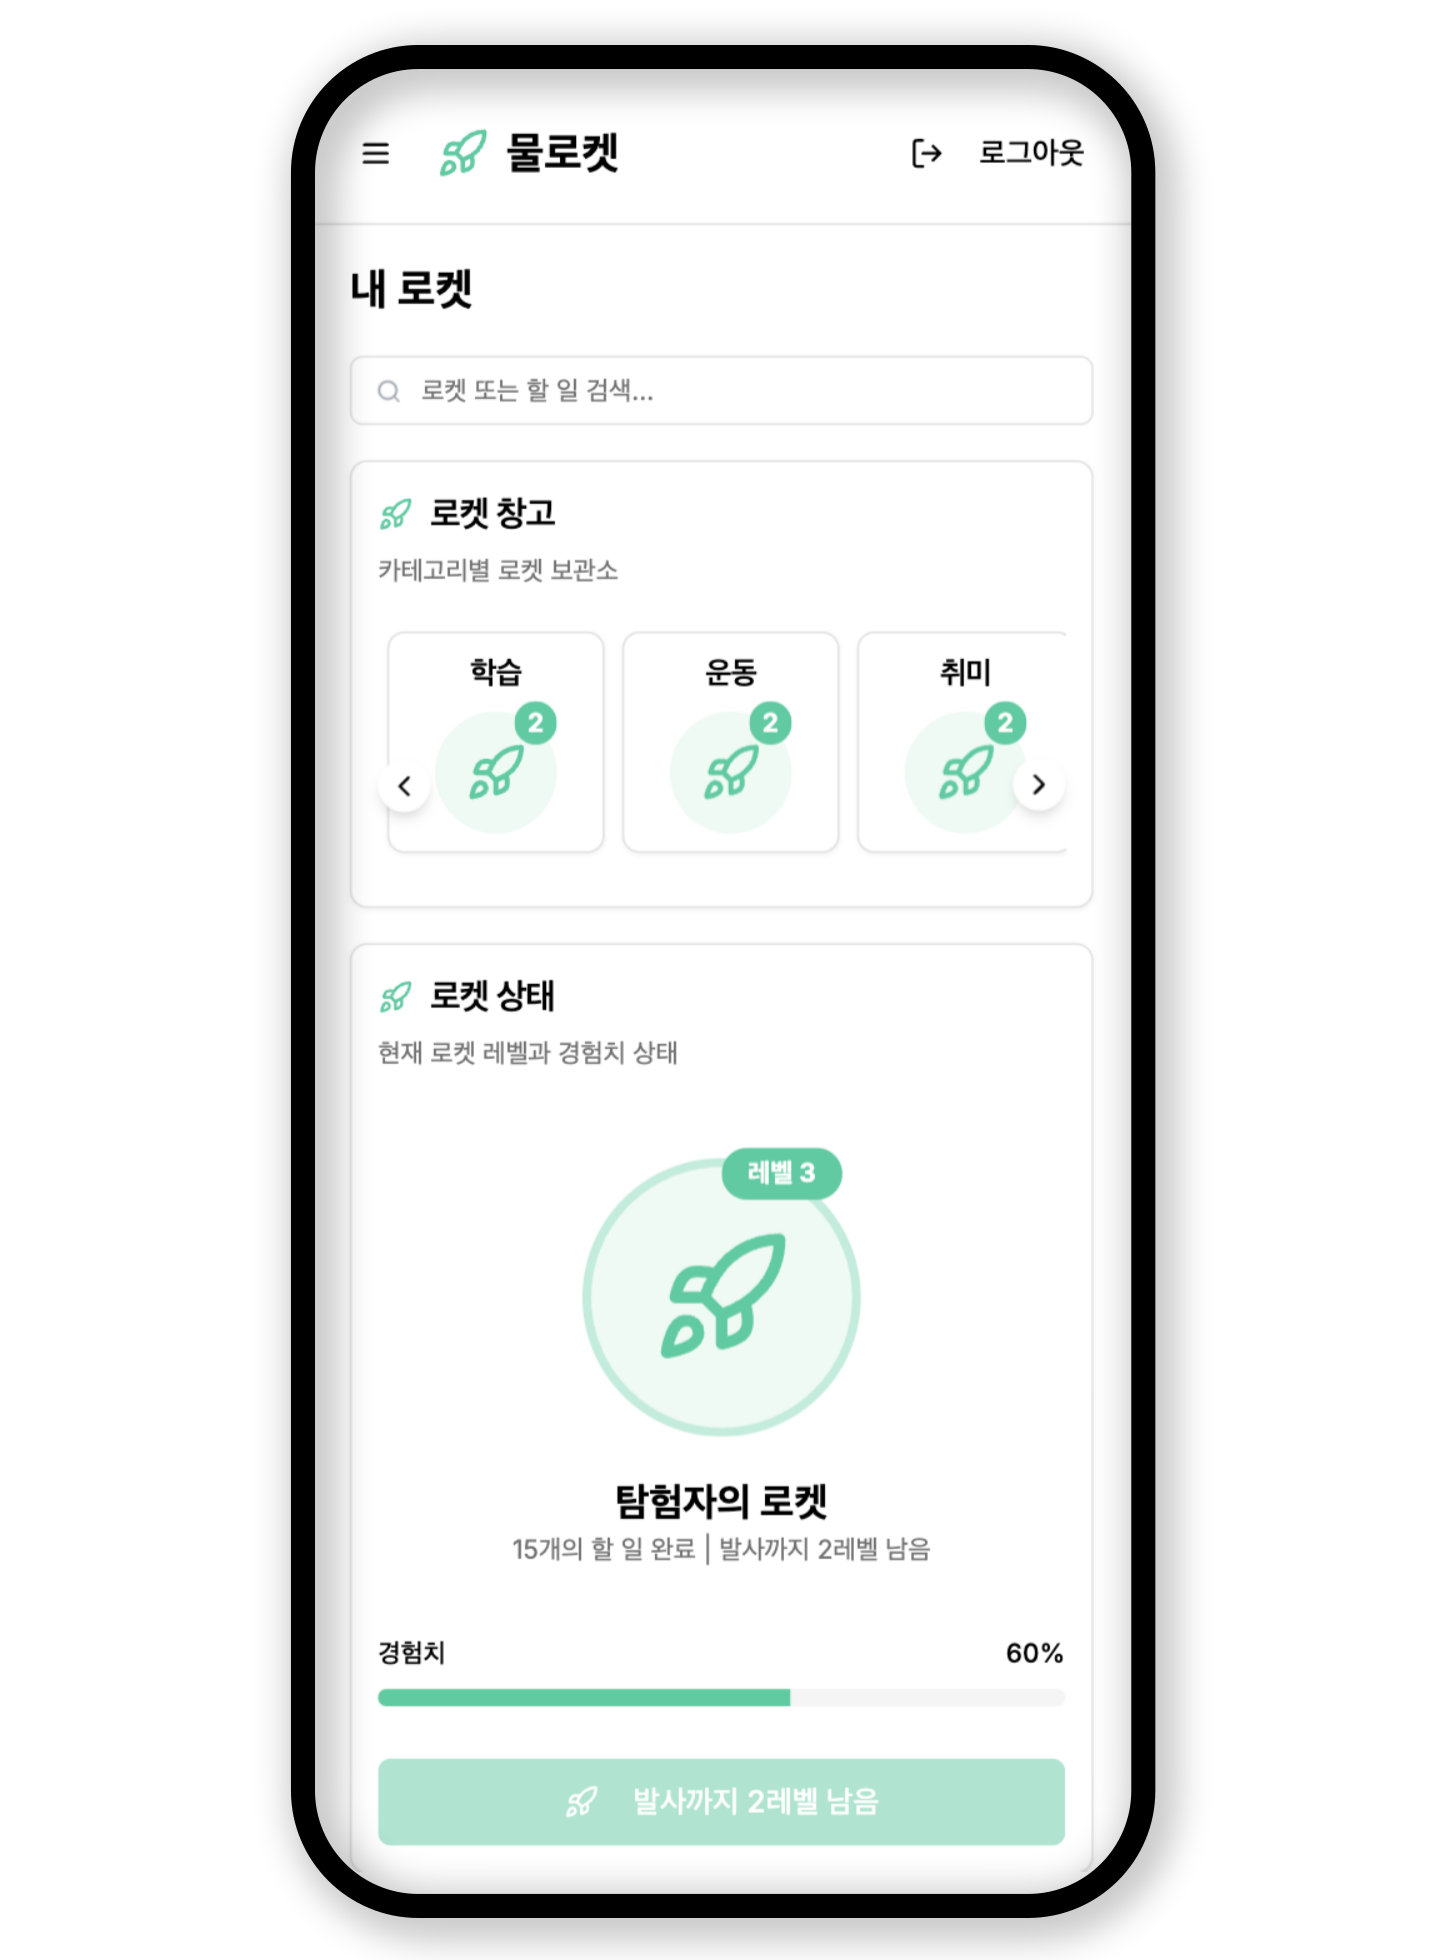 물로켓
로그아웃
내 로켓
로켓 또는 할 일 검색...
로켓 창고
카테고리별 로켓 보관소
학습 운동 취미
2 2 2
로켓 상태
현재 로켓 레벨과 경험치 상태
레벨 3
탐험자의 로켓
15개의 할 일 완료 | 발사까지 2레벨 남음
경험치 60%
발사까지 2레벨 남음